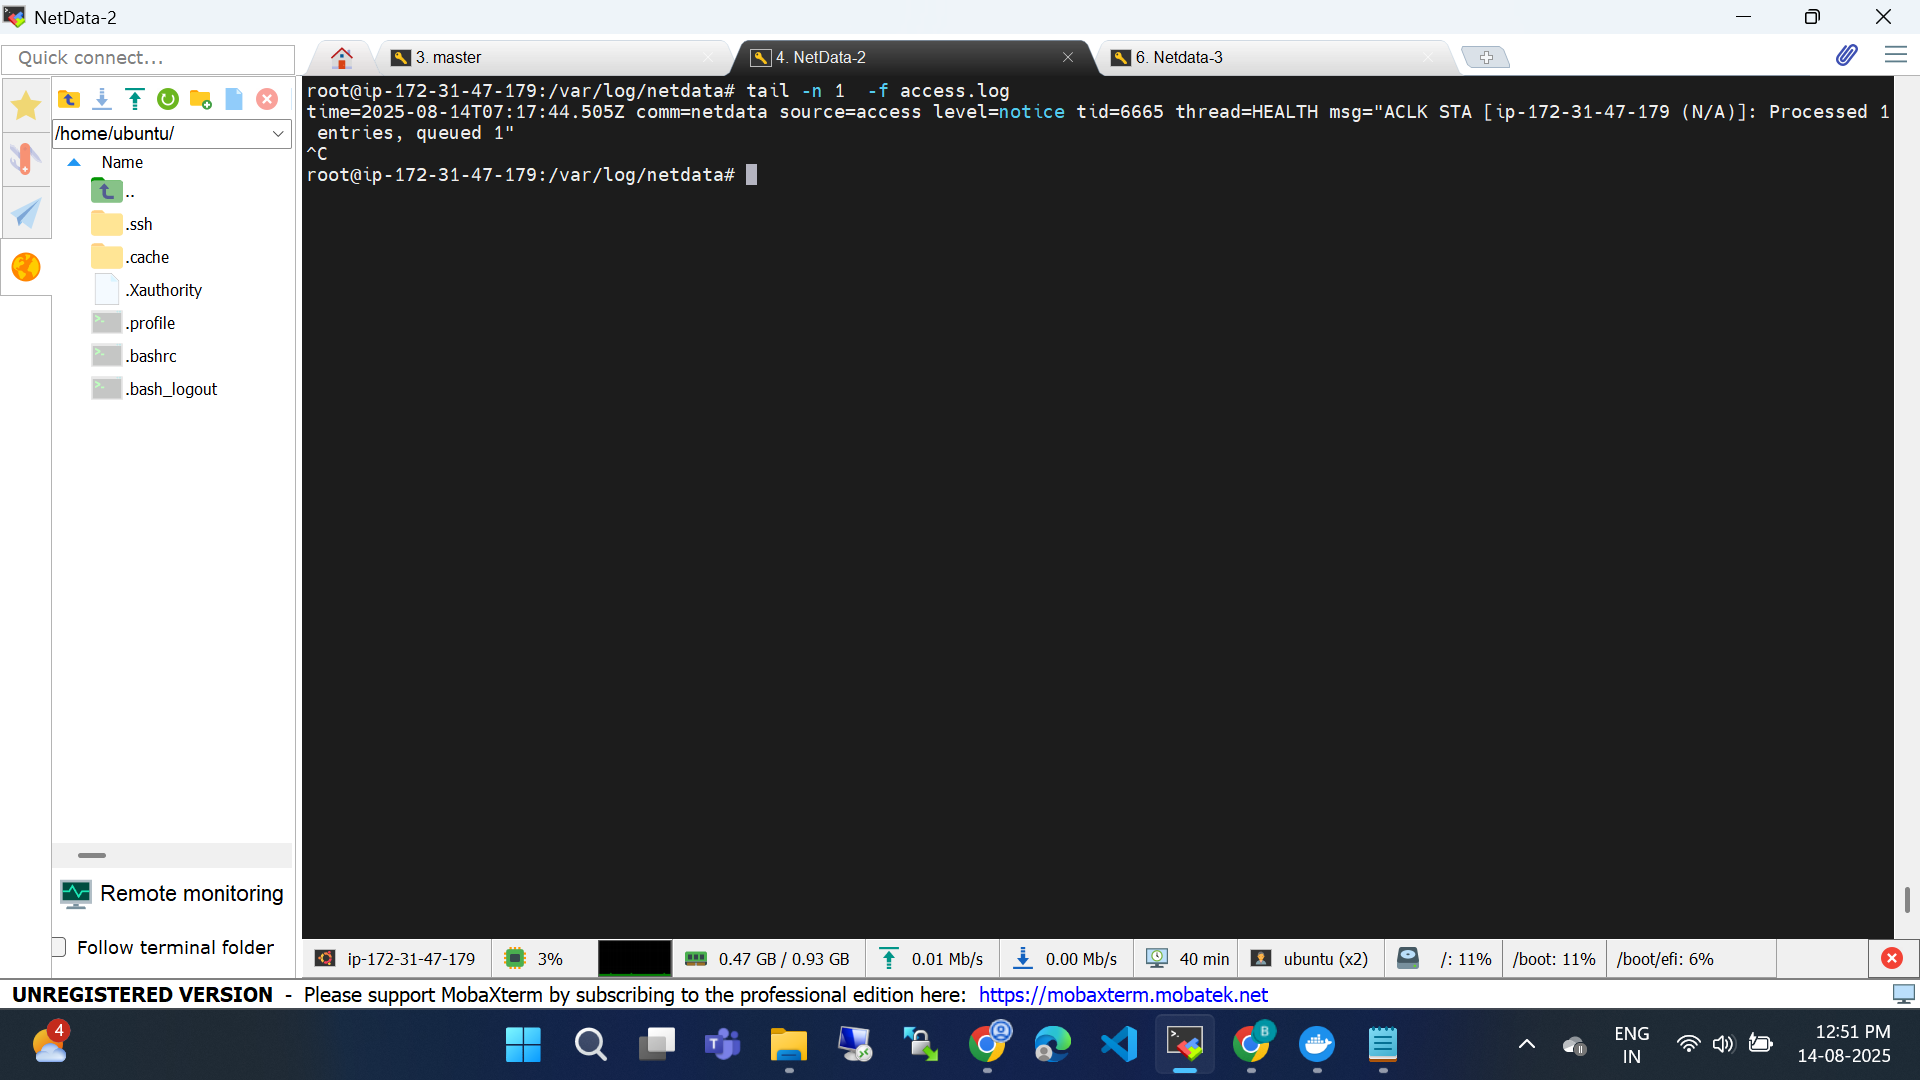 NetData-2
Quick connect...
3. master
4. NetData-2
6. Netdata-3
/home/ubuntu/
Name
..
.ssh
.cache
.Xauthority
.profile
.bashrc
.bash_logout
Remote monitoring
Follow terminal folder
root@ip-172-31-47-179:/var/log/netdata# tail -n 1  -f access.log
time=2025-08-14T07:17:44.505Z comm=netdata source=access level=notice tid=6665 thread=HEALTH msg="ACLK STA [ip-172-31-47-179 (N/A)]: Processed 1
 entries, queued 1"
^C
root@ip-172-31-47-179:/var/log/netdata#
ip-172-31-47-179 3% 0.47 GB / 0.93 GB 0.01 Mb/s 0.00 Mb/s 40 min ubuntu (x2) /: 11% /boot: 11% /boot/efi: 6%
UNREGISTERED VERSION - Please support MobaXterm by subscribing to the professional edition here: https://mobaxterm.mobatek.net
4
T
B
ENG
IN
12:51 PM
14-08-2025